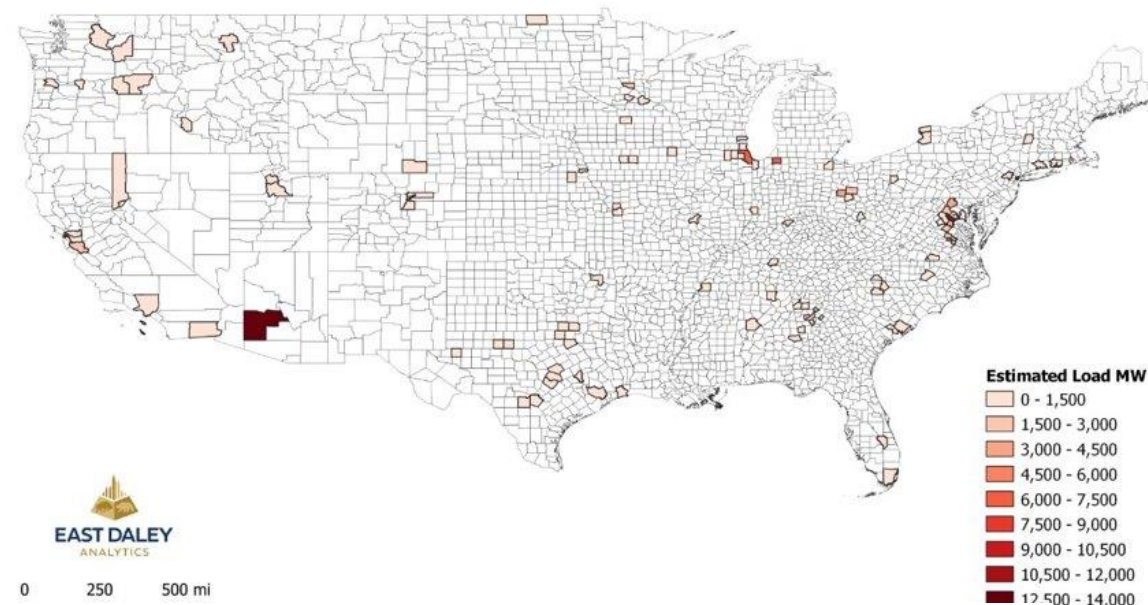 Estimated Load MW
0 - 1,500
1,500 - 3,000
3,000 - 4,500
4,500 - 6,000
6,000 - 7,500
7,500 - 9,000
9,000 - 10,500
10,500 - 12,000
12,500 - 14,000
EAST DALEY
ANALYTICS
0 250 500 mi